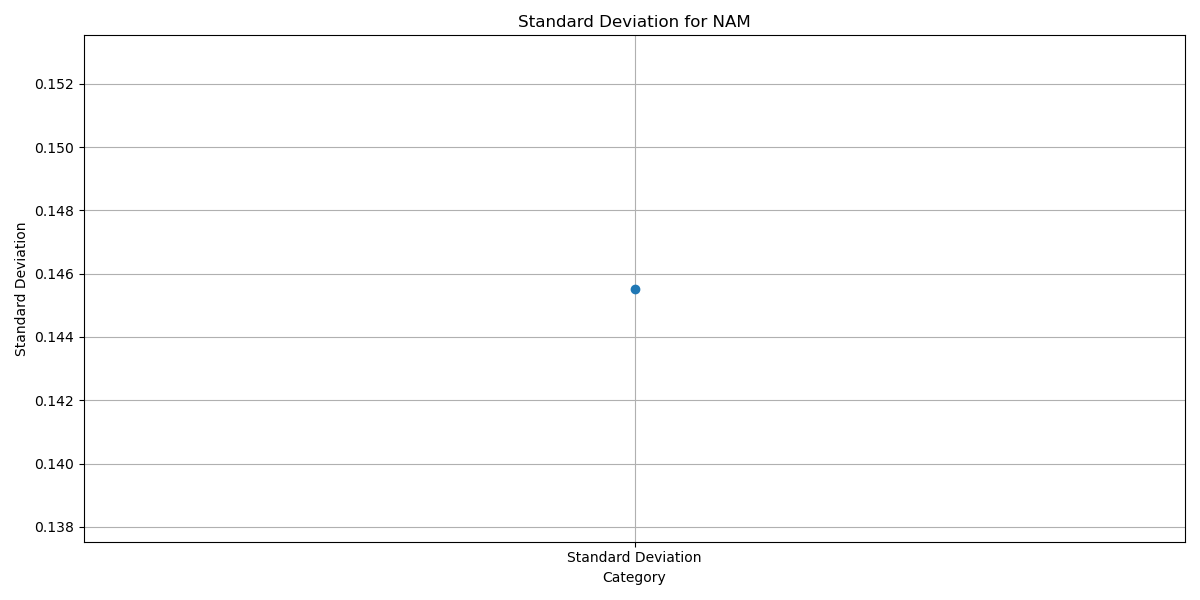 Standard Deviation for NAM
0.152
0.150
0.148
0.146
0.144
0.142
0.140
0.138
Standard Deviation
Standard Deviation
Category